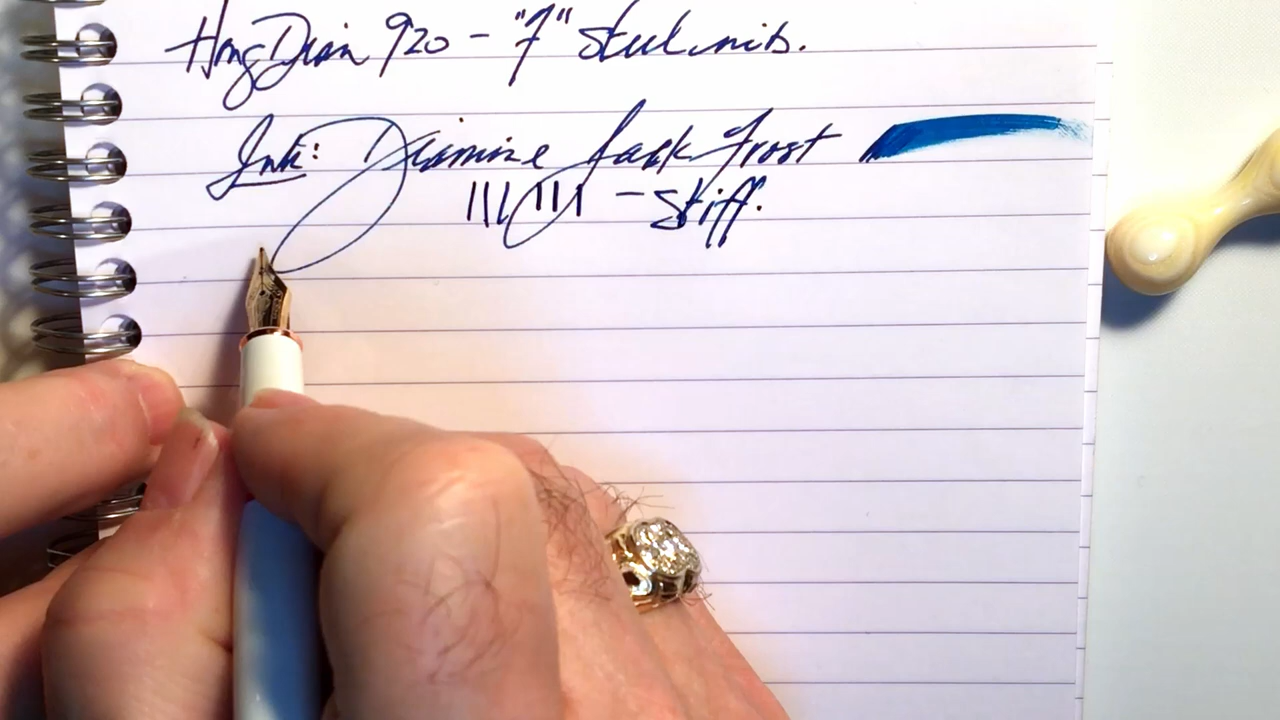 HongDian 920 - "F" Steel nib.
Ink: Diamine Jack Frost
- Stiff.